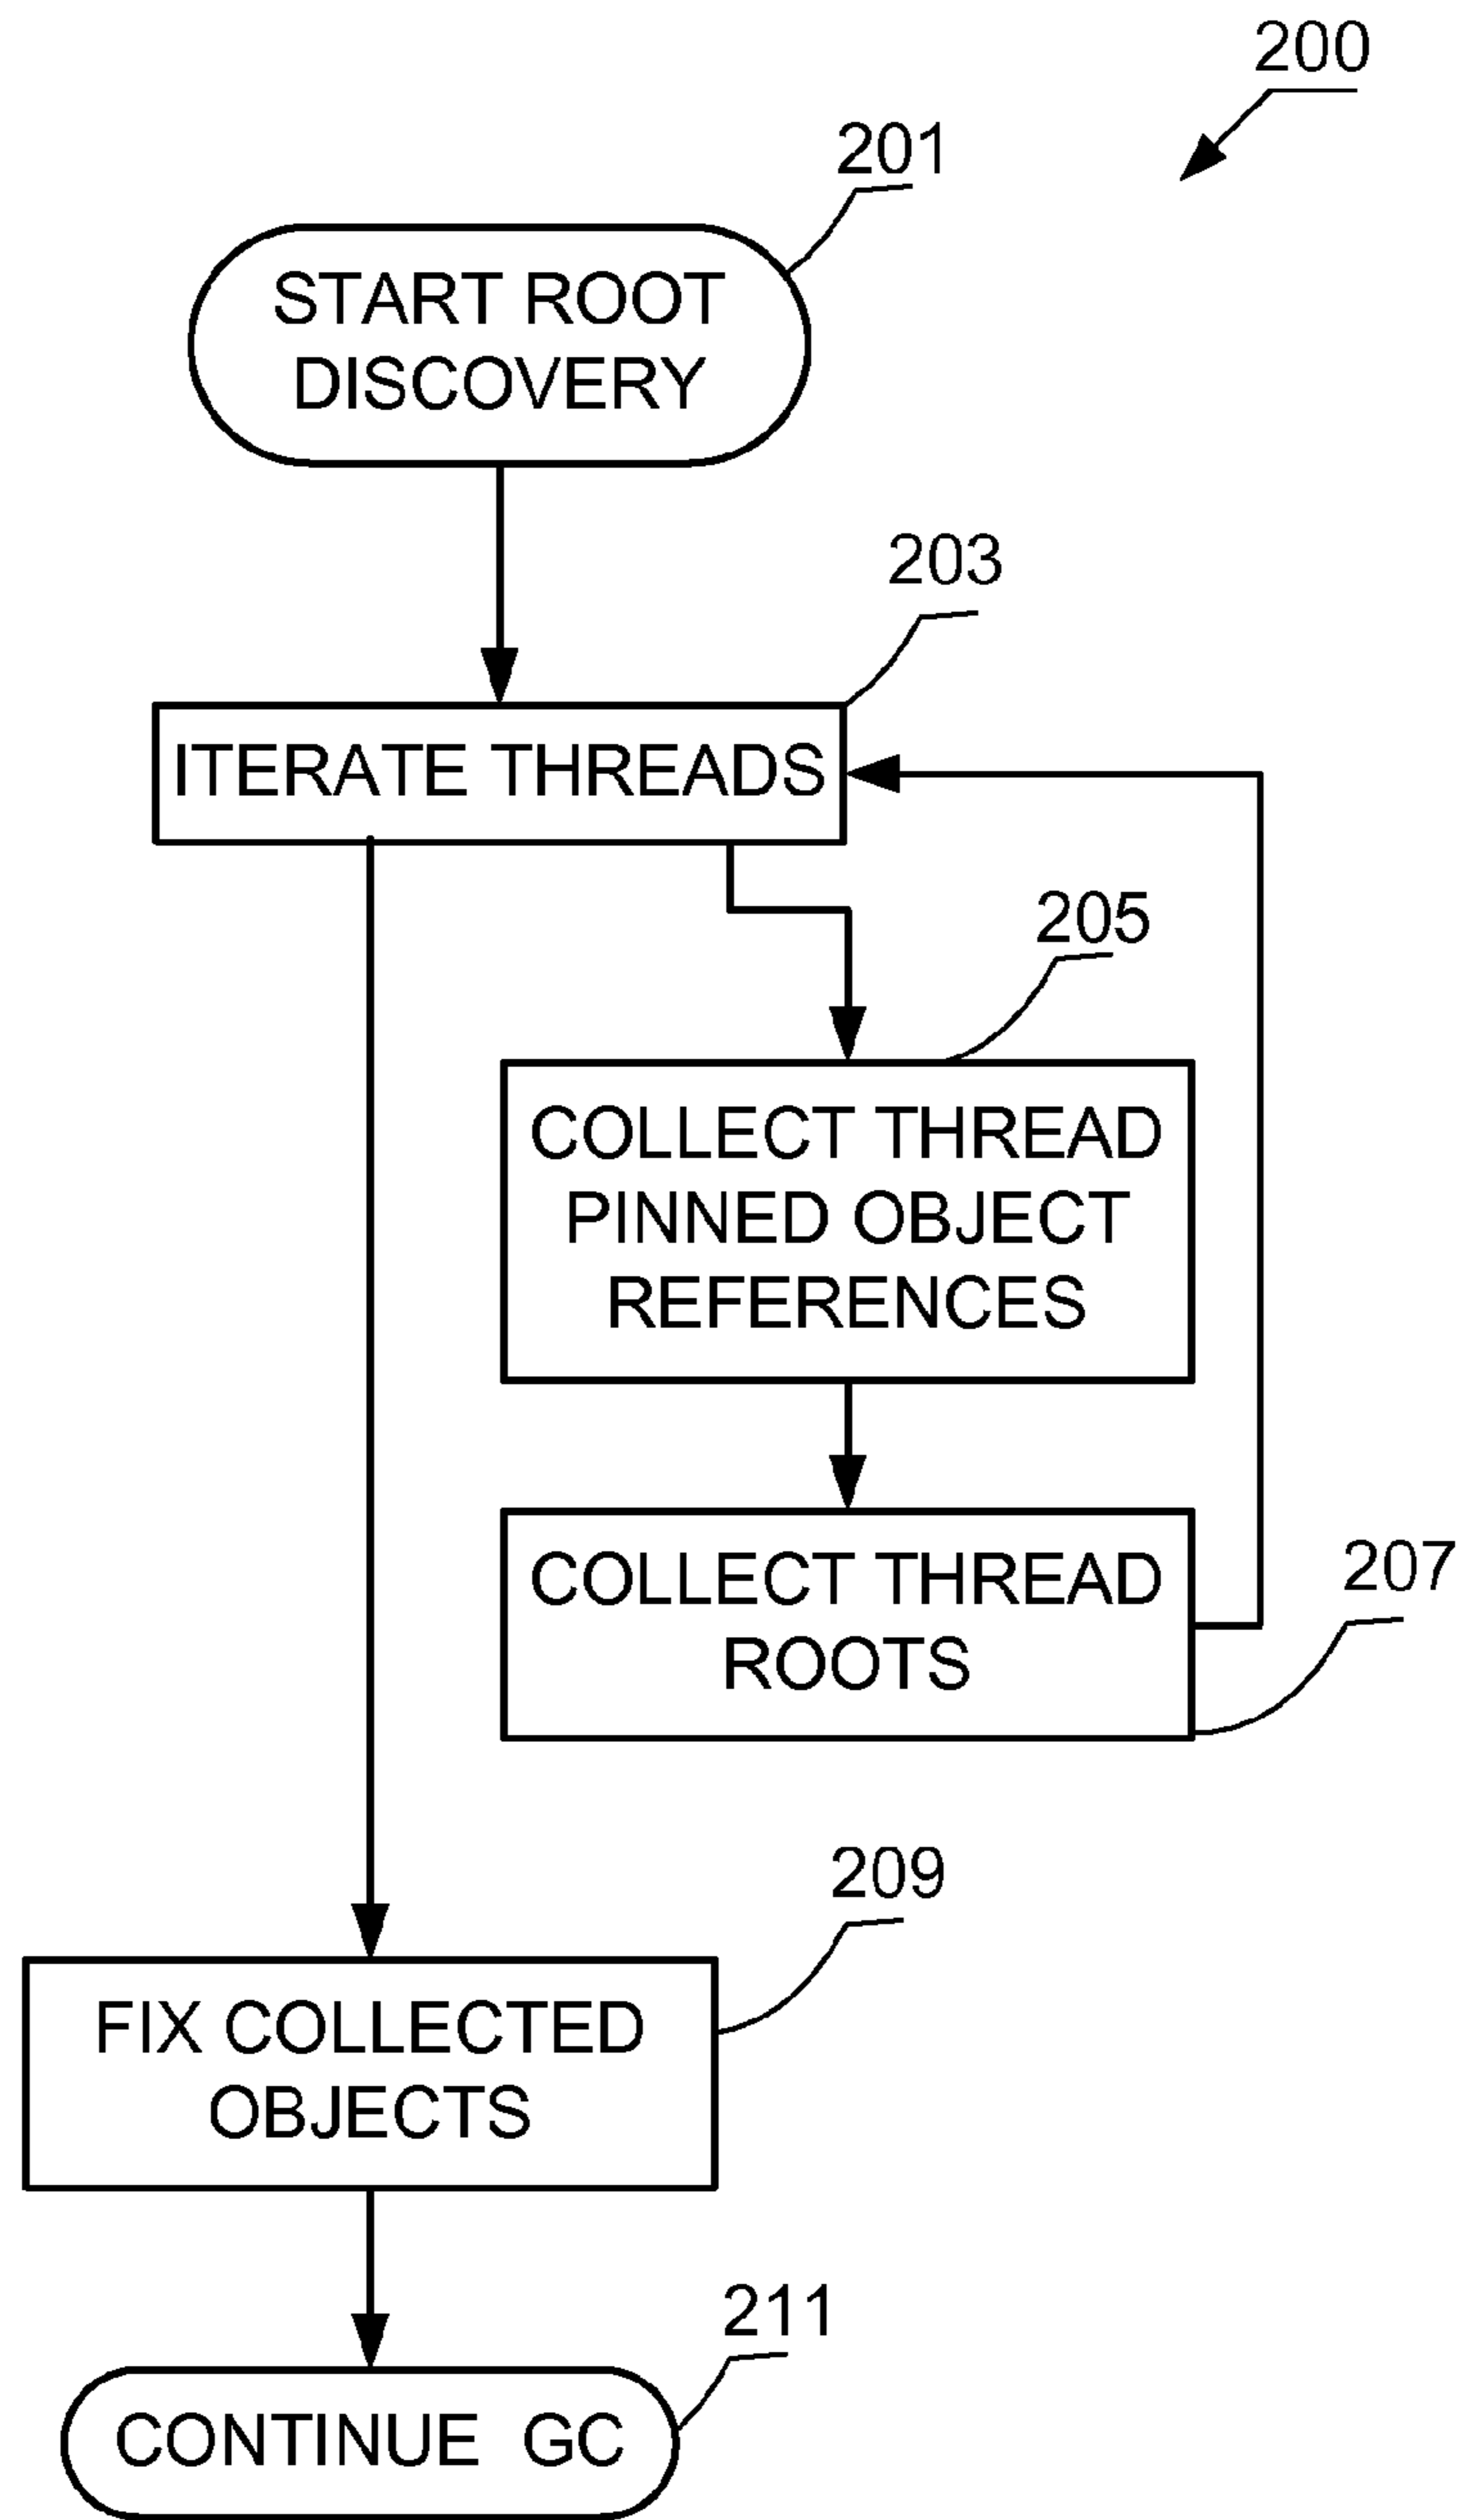 200
201
START ROOT
DISCOVERY
203
ITERATE THREADS
205
COLLECT THREAD
PINNED OBJECT
REFERENCES
207
COLLECT THREAD
ROOTS
209
FIX COLLECTED
OBJECTS
211
CONTINUE GC